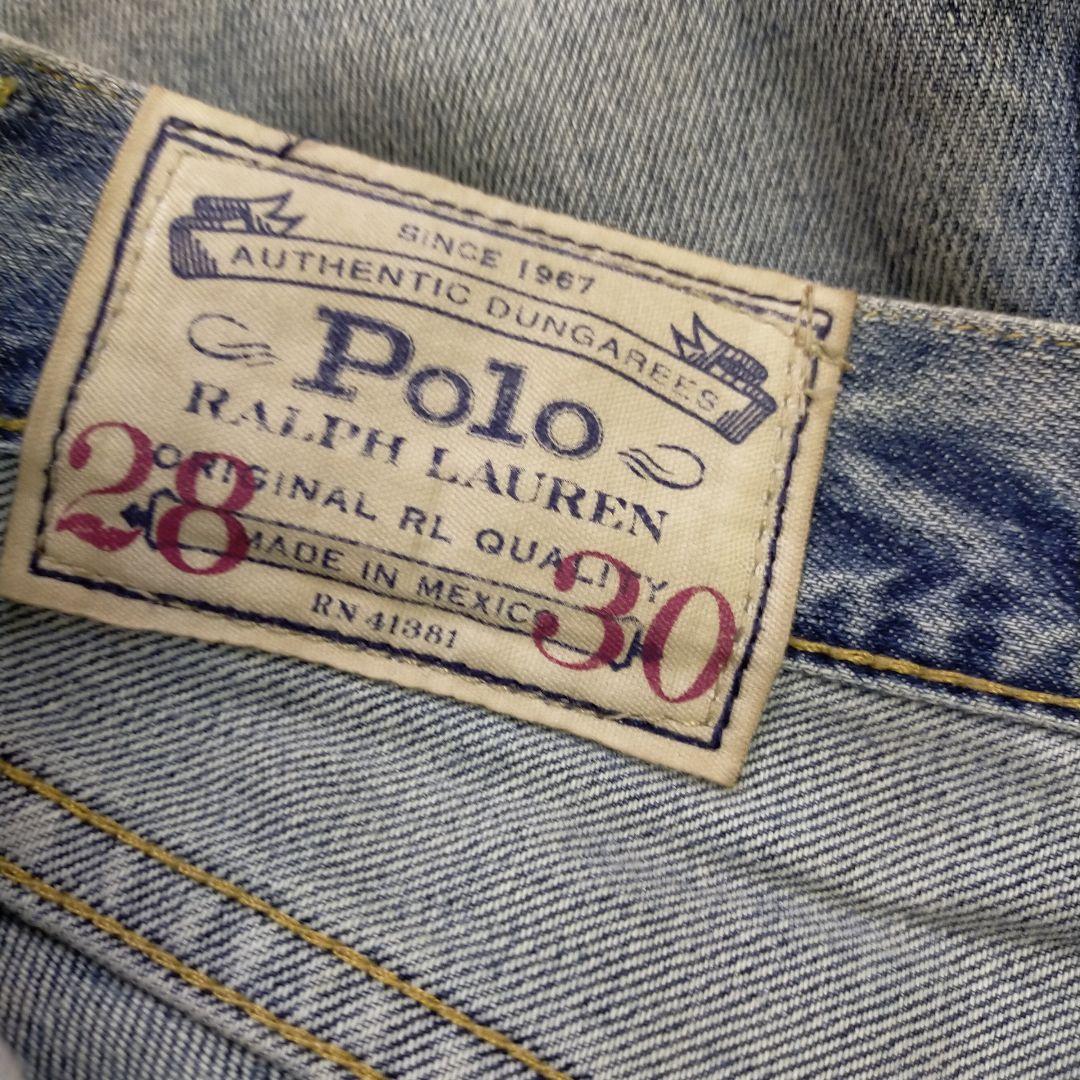 SINCE 1967
AUTHENTIC DUNGAREES
Polo
RALPH LAUREN
ORIGINAL RL QUALITY
28 MADE IN MEXICO 30
RN 41381